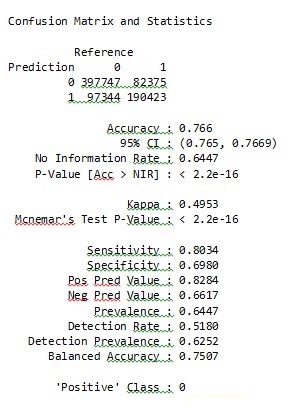 Confusion Matrix and Statistics
Reference
Prediction 0 1
0 397747 82375
1 97344 190423
Accuracy : 0.766
95% CI : (0.765, 0.7669)
No Information Rate : 0.6447
P-Value [Acc > NIR] : < 2.2e-16
Kappa : 0.4953
Mcnemar's Test P-Value : < 2.2e-16
Sensitivity : 0.8034
Specificity : 0.6980
Pos Pred Value : 0.8284
Neg Pred Value : 0.6617
Prevalence : 0.6447
Detection Rate : 0.5180
Detection Prevalence : 0.6252
Balanced Accuracy : 0.7507
'Positive' Class : 0